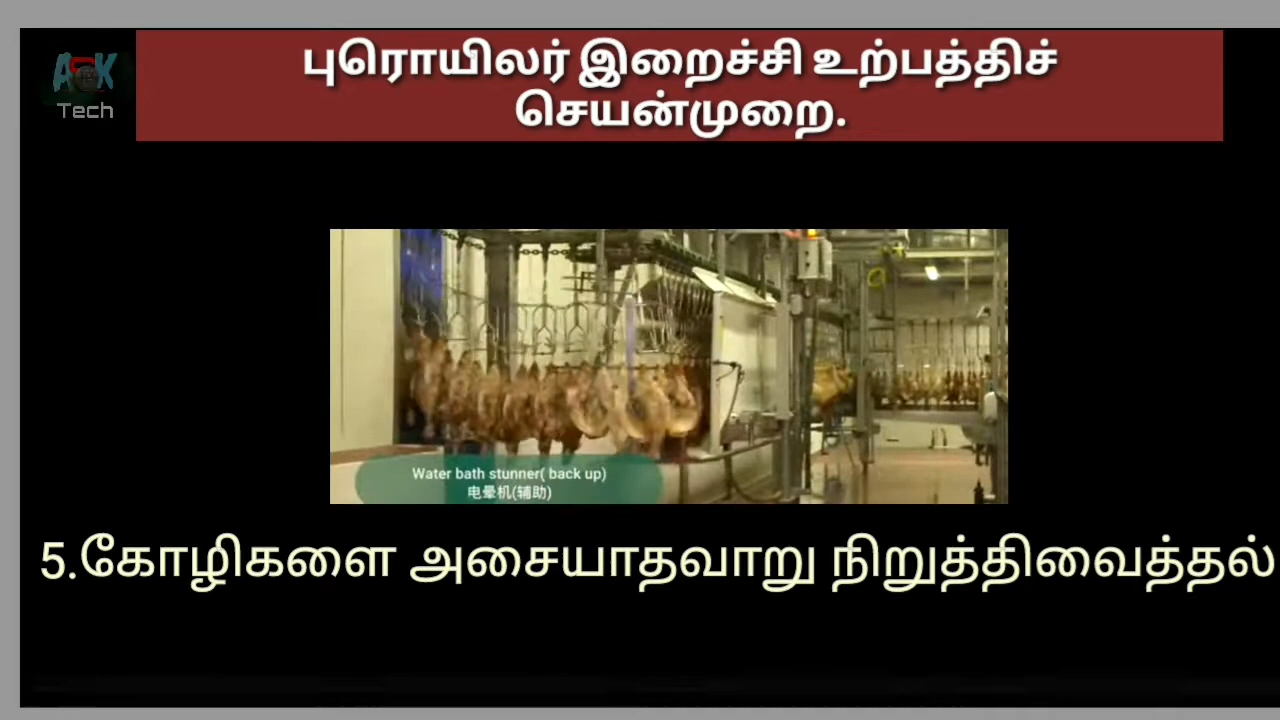 புரொயிலர் இறைச்சி உற்பத்திச்
செயன்முறை.
Tech
Water bath stunner( back up)
电晕机(辅助)
5.கோழிகளை அசையாதவாறு நிறுத்திவைத்தல்